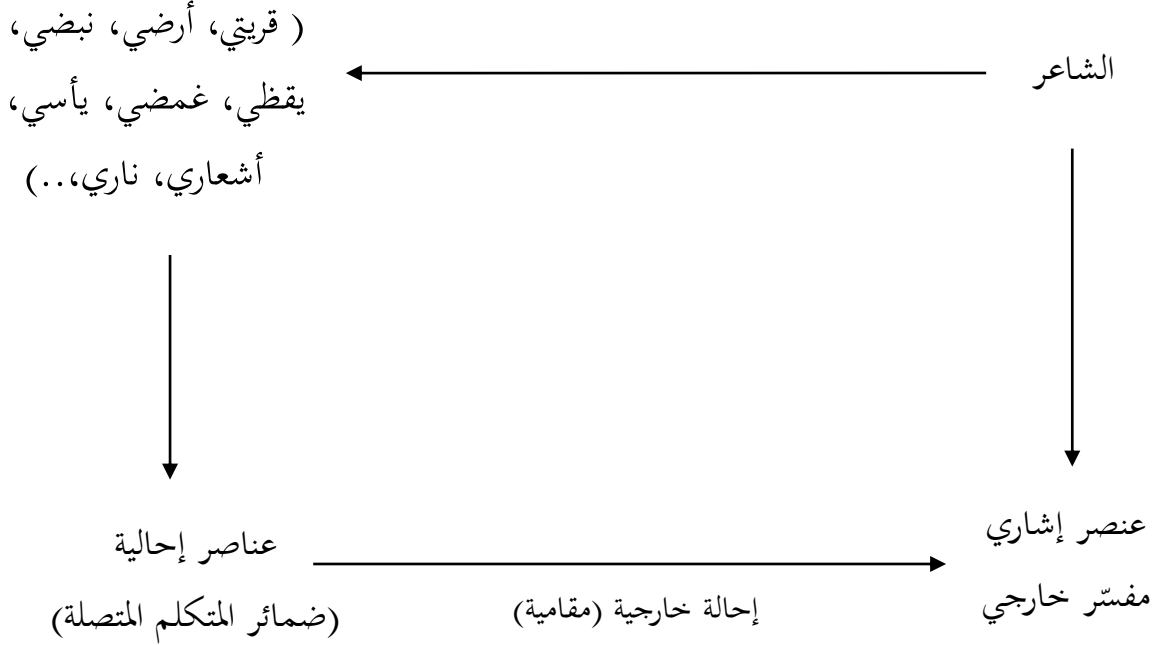 الشاعر
( قريتي، أرضي، نبضي،
يقظي، غمضي، يأسي،
أشعاري، ناري،..)
عنصر إشاري
مفسّر خارجي
إحالة خارجية (مقامية)
عناصر إحالية
(ضمائر المتكلم المتصلة)